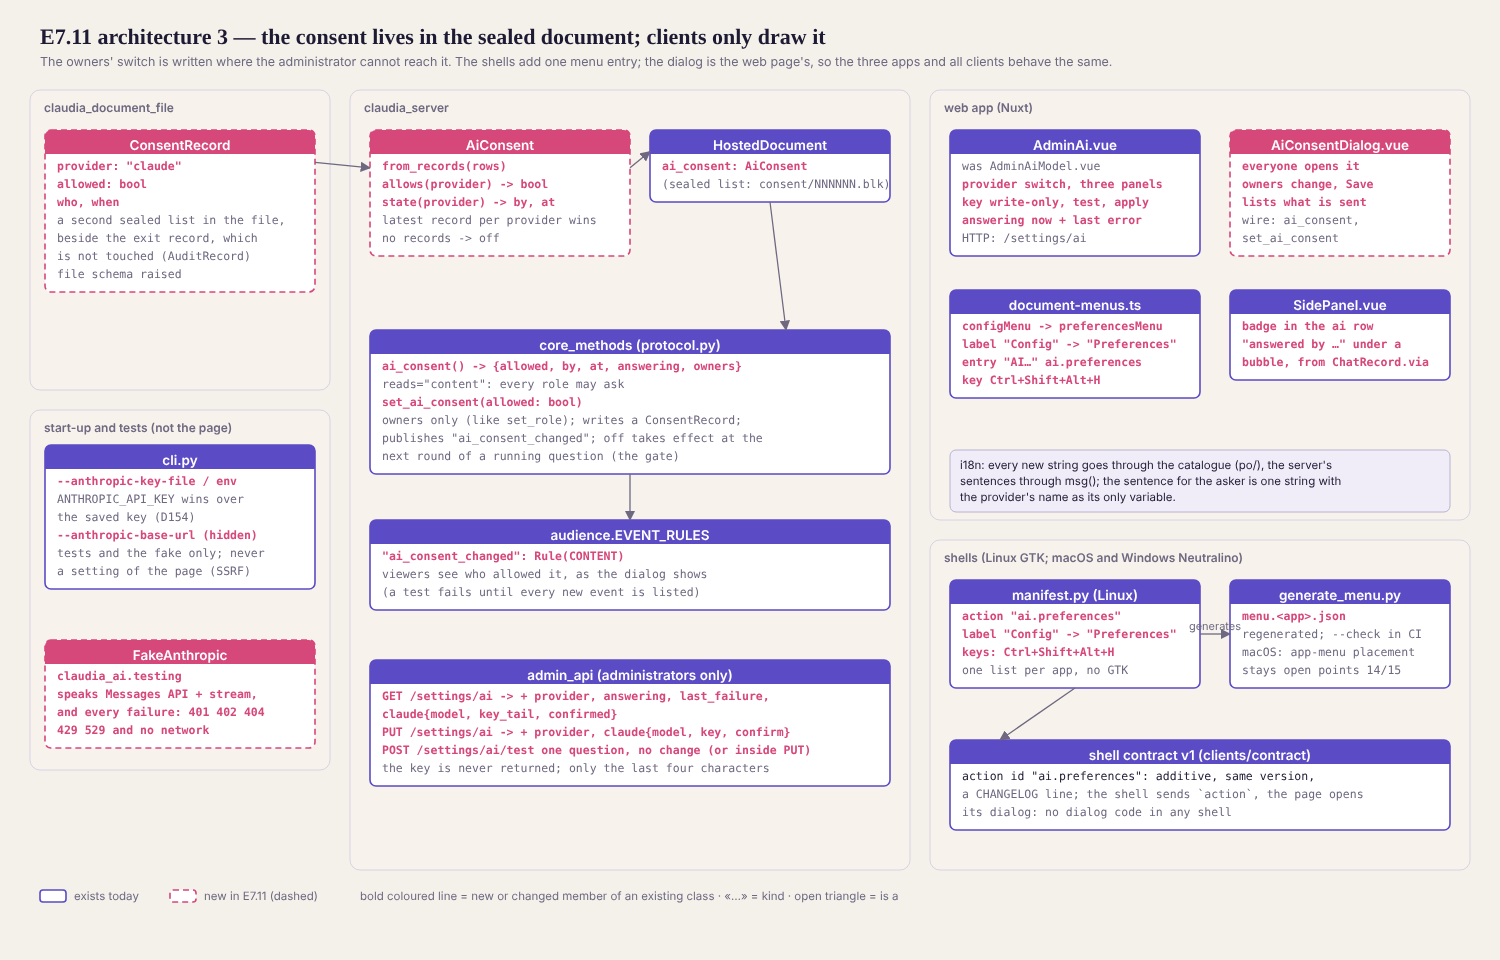 E7.11 architecture 3 — the consent lives in the sealed document; clients only draw it
The owners' switch is written where the administrator cannot reach it. The shells add one menu entry; the dialog is the web page's, so the three apps and all clients behave the same.
claudia_document_file
ConsentRecord
provider: "claude"
allowed: bool
who, when
a second sealed list in the file,
beside the exit record, which
is not touched (AuditRecord)
file schema raised
start-up and tests (not the page)
cli.py
--anthropic-key-file / env
ANTHROPIC_API_KEY wins over
the saved key (D154)
--anthropic-base-url (hidden)
tests and the fake only; never
a setting of the page (SSRF)
FakeAnthropic
claudia_ai.testing
speaks Messages API + stream,
and every failure: 401 402 404
429 529 and no network
claudia_server
AiConsent
from_records(rows)
allows(provider) -> bool
state(provider) -> by, at
latest record per provider wins
no records -> off
HostedDocument
ai_consent: AiConsent
(sealed list: consent/NNNNNN.blk)
core_methods (protocol.py)
ai_consent() -> {allowed, by, at, answering, owners}
reads="content": every role may ask
set_ai_consent(allowed: bool)
owners only (like set_role); writes a ConsentRecord;
publishes "ai_consent_changed"; off takes effect at the
next round of a running question (the gate)
audience.EVENT_RULES
"ai_consent_changed": Rule(CONTENT)
viewers see who allowed it, as the dialog shows
(a test fails until every new event is listed)
admin_api (administrators only)
GET /settings/ai -> + provider, answering, last_failure,
claude{model, key_tail, confirmed}
PUT /settings/ai -> + provider, claude{model, key, confirm}
POST /settings/ai/test one question, no change (or inside PUT)
the key is never returned; only the last four characters
web app (Nuxt)
AdminAi.vue
was AdminAiModel.vue
provider switch, three panels
key write-only, test, apply
answering now + last error
HTTP: /settings/ai
AiConsentDialog.vue
everyone opens it
owners change, Save
lists what is sent
wire: ai_consent,
set_ai_consent
document-menus.ts
configMenu -> preferencesMenu
label "Config" -> "Preferences"
entry "AI…" ai.preferences
key Ctrl+Shift+Alt+H
SidePanel.vue
badge in the ai row
"answered by …" under a
bubble, from ChatRecord.via
i18n: every new string goes through the catalogue (po/), the server's
sentences through msg(); the sentence for the asker is one string with
the provider's name as its only variable.
shells (Linux GTK; macOS and Windows Neutralino)
manifest.py (Linux)
action "ai.preferences"
label "Config" -> "Preferences"
keys: Ctrl+Shift+Alt+H
one list per app, no GTK
generates
generate_menu.py
menu.<app>.json
regenerated; --check in CI
macOS: app-menu placement
stays open points 14/15
shell contract v1 (clients/contract)
action id "ai.preferences": additive, same version,
a CHANGELOG line; the shell sends `action`, the page opens
its dialog: no dialog code in any shell
exists today
new in E7.11 (dashed)
bold coloured line = new or changed member of an existing class · «…» = kind · open triangle = is a